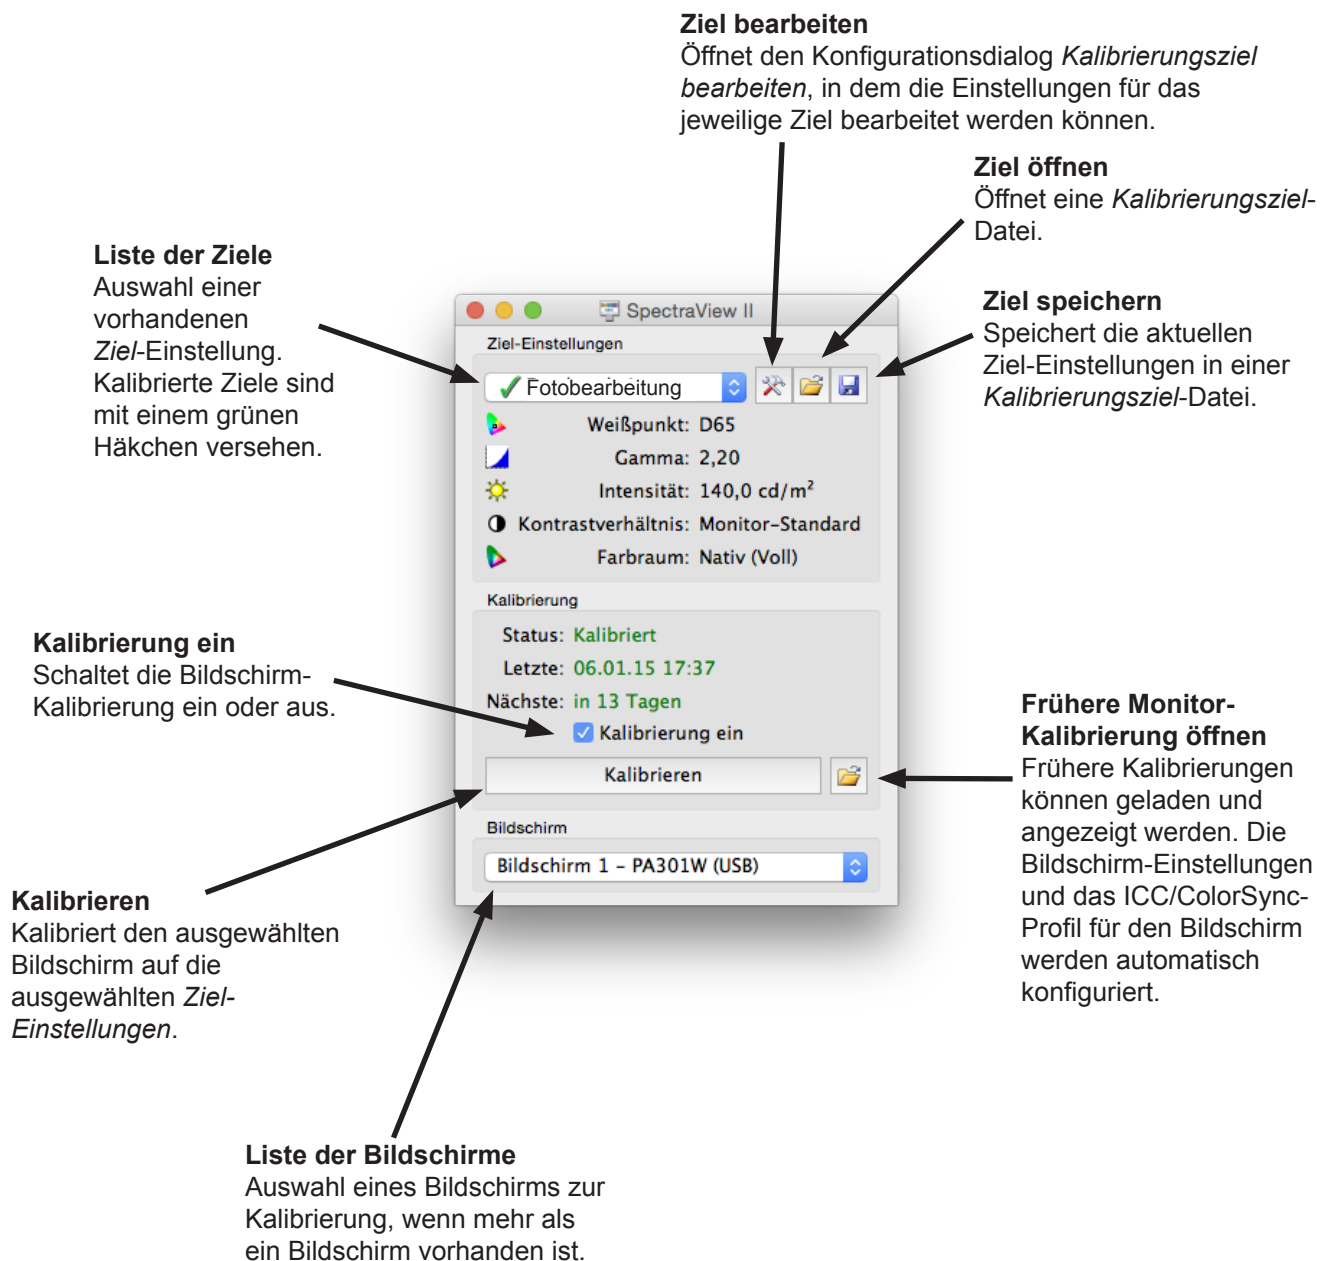 Ziel bearbeiten
Öffnet den Konfigurationsdialog Kalibrierungsziel
bearbeiten, in dem die Einstellungen für das
jeweilige Ziel bearbeitet werden können.
Ziel öffnen
Öffnet eine Kalibrierungsziel-
Datei.
Liste der Ziele
Auswahl einer
vorhandenen
Ziel-Einstellung.
Kalibrierte Ziele sind
mit einem grünen
Häkchen versehen.
Ziel speichern
Speichert die aktuellen
Ziel-Einstellungen in einer
Kalibrierungsziel-Datei.
SpectraView II
Ziel-Einstellungen
Fotobearbeitung
Weißpunkt: D65
Gamma: 2,20
Intensität: 140,0 cd/m²
Kontrastverhältnis: Monitor-Standard
Farbraum: Nativ (Voll)
Kalibrierung
Status: Kalibriert
Letzte: 06.01.15 17:37
Nächste: in 13 Tagen
Kalibrierung ein
Kalibrieren
Bildschirm
Bildschirm 1 – PA301W (USB)
Kalibrierung ein
Schaltet die Bildschirm-
Kalibrierung ein oder aus.
Frühere Monitor-
Kalibrierung öffnen
Frühere Kalibrierungen
können geladen und
angezeigt werden. Die
Bildschirm-Einstellungen
und das ICC/ColorSync-
Profil für den Bildschirm
werden automatisch
konfiguriert.
Kalibrieren
Kalibriert den ausgewählten
Bildschirm auf die
ausgewählten Ziel-
Einstellungen.
Liste der Bildschirme
Auswahl eines Bildschirms zur
Kalibrierung, wenn mehr als
ein Bildschirm vorhanden ist.